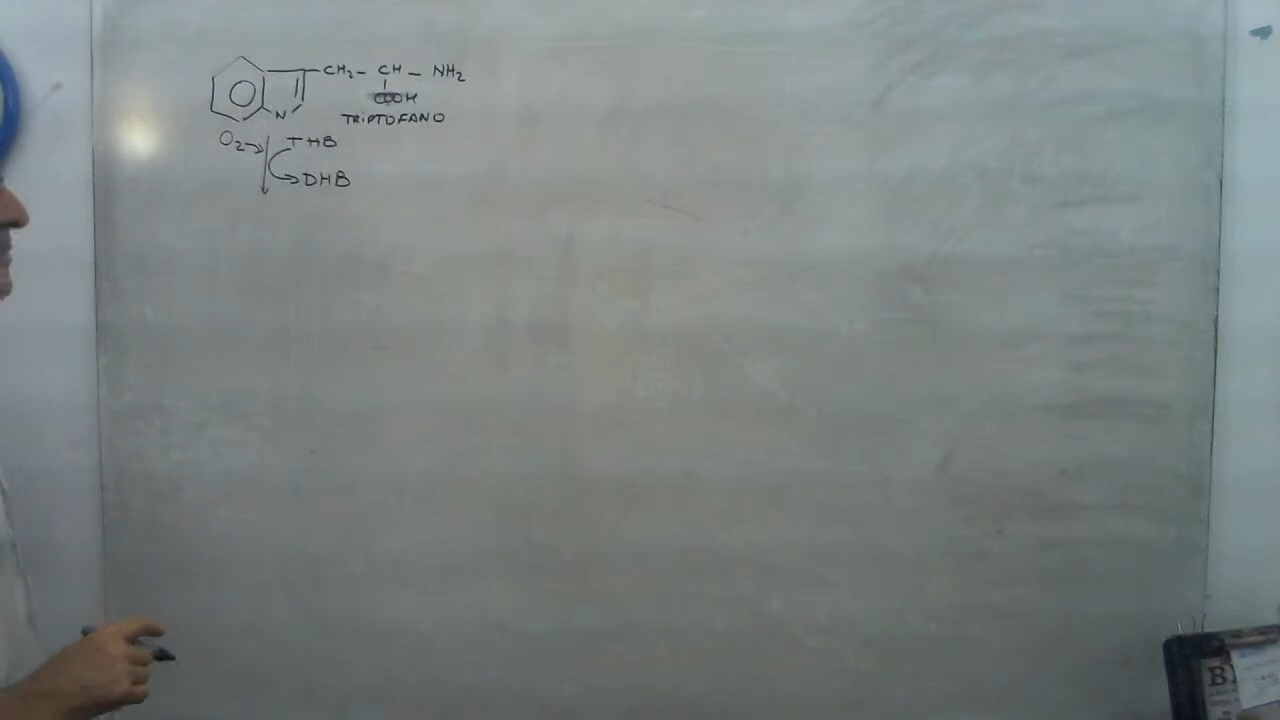 CH₂ – CH – NH₂
COOH
N
TRIPTOFANO
O₂ THB
DHB
B